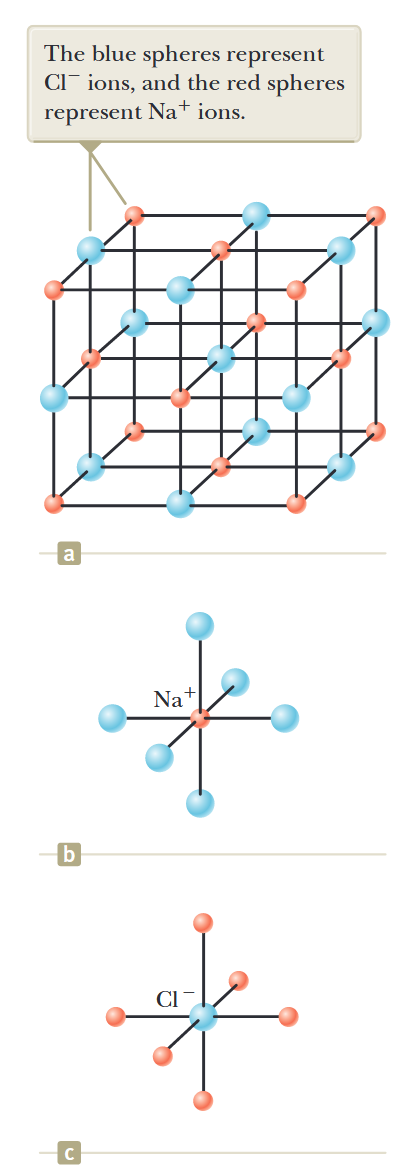 The blue spheres represent
Cl⁻ ions, and the red spheres
represent Na⁺ ions.
a
Na⁺
b
Cl⁻
c